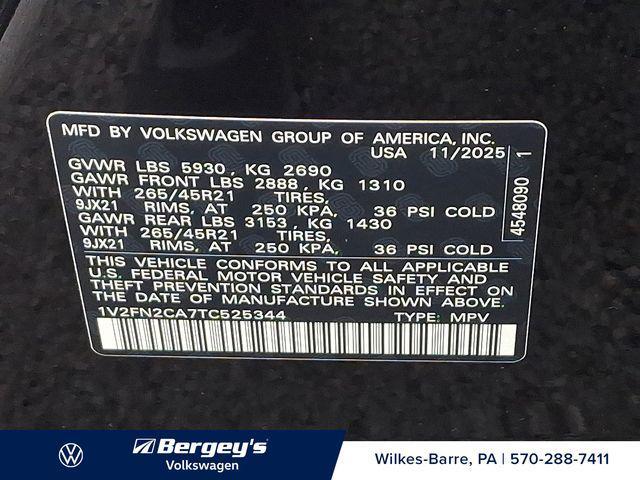 MFD BY VOLKSWAGEN GROUP OF AMERICA, INC.
USA 11/2025
GVWR LBS 5930, KG 2690
GAWR FRONT LBS 2888, KG 1310
WITH 265/45R21 TIRES,
9JX21 RIMS, AT 250 KPA, 36 PSI COLD
GAWR REAR LBS 3153, KG 1430
WITH 265/45R21 TIRES,
9JX21 RIMS, AT 250 KPA, 36 PSI COLD
THIS VEHICLE CONFORMS TO ALL APPLICABLE
U.S. FEDERAL MOTOR VEHICLE SAFETY AND
THEFT PREVENTION STANDARDS IN EFFECT ON
THE DATE OF MANUFACTURE SHOWN ABOVE.
1V2FN2CA7TC525344 TYPE: MPV
4548090 1
Bergey's
Volkswagen
Wilkes-Barre, PA | 570-288-7411